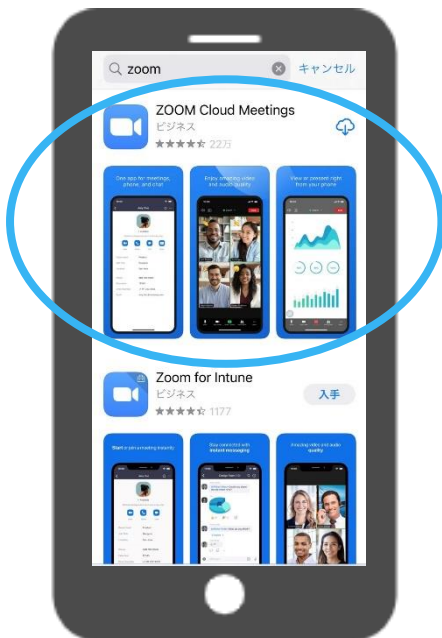 zoom
キャンセル
ZOOM Cloud Meetings
ビジネス
22万
One app for meetings,
phone, and chat
Enjoy amazing video
and audio quality
View or present right
from your phone
Zoom for Intune
ビジネス
1177
入手
Start or join a meeting instantly
Stay connected with
instant messaging
Amazing video and audio
quality